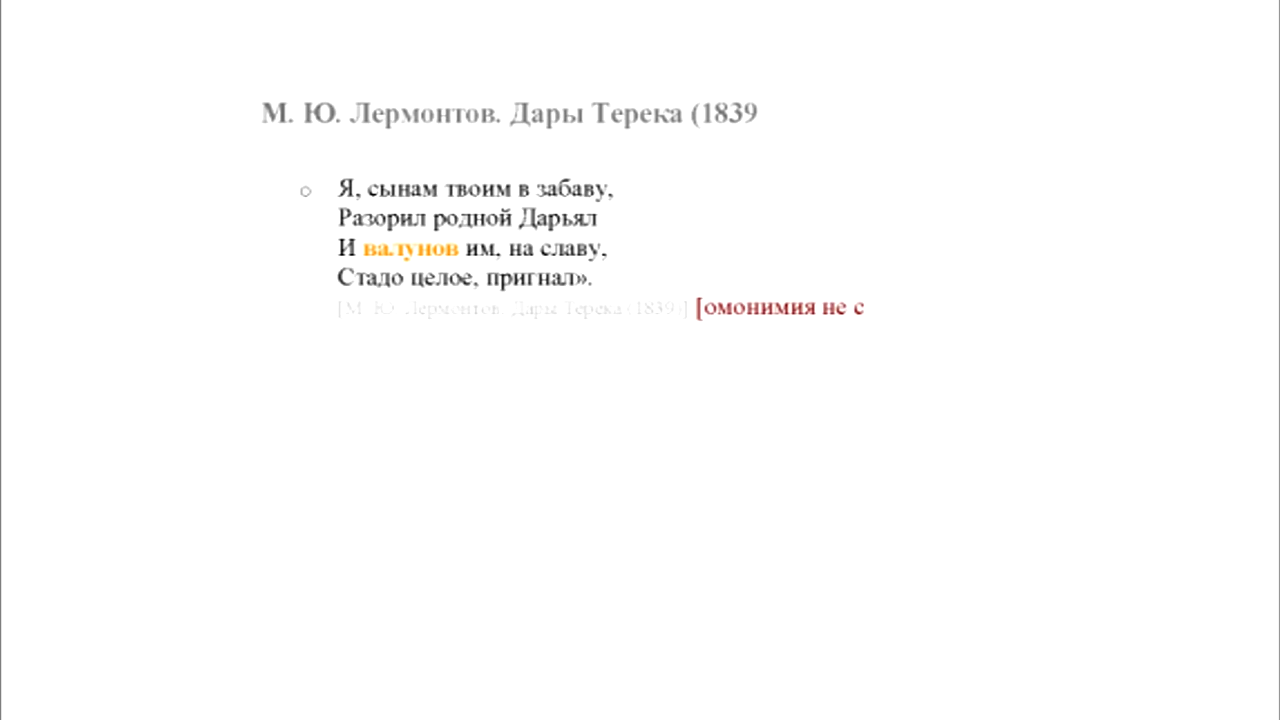 М. Ю. Лермонтов. Дары Терека (1839
Я, сынам твоим в забаву,
Разорил родной Дарьял
И валунов им, на славу,
Стадо целое, пригнал».
[М. Ю. Лермонтов. Дары Терека (1839)] [омонимия не с